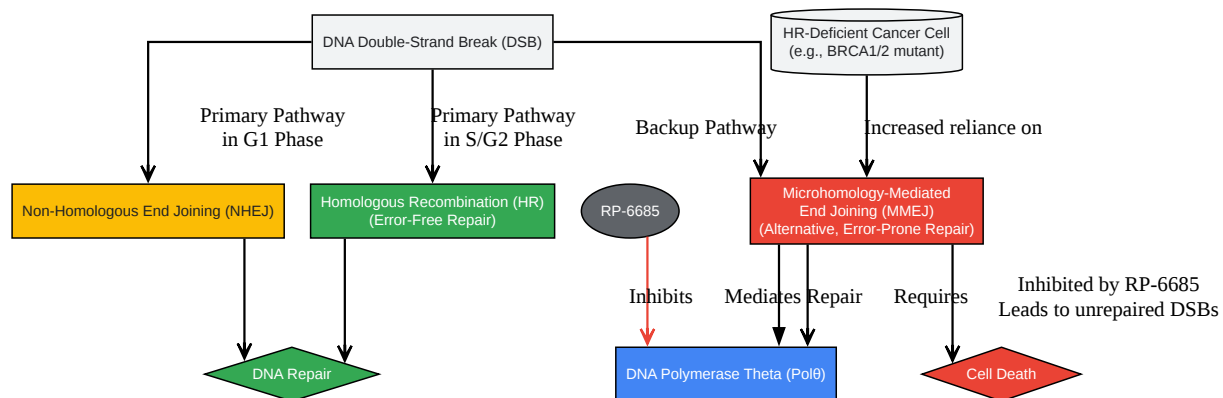 DNA Double-Strand Break (DSB)
HR-Deficient Cancer Cell
(e.g., BRCA1/2 mutant)
Primary Pathway
in G1 Phase
Primary Pathway
in S/G2 Phase
Backup Pathway
Increased reliance on
Non-Homologous End Joining (NHEJ)
Homologous Recombination (HR)
(Error-Free Repair)
RP-6685
Microhomology-Mediated
End Joining (MMEJ)
(Alternative, Error-Prone Repair)
Inhibits
Mediates Repair
Requires
Inhibited by RP-6685
Leads to unrepaired DSBs
DNA Repair
DNA Polymerase Theta (Polθ)
Cell Death